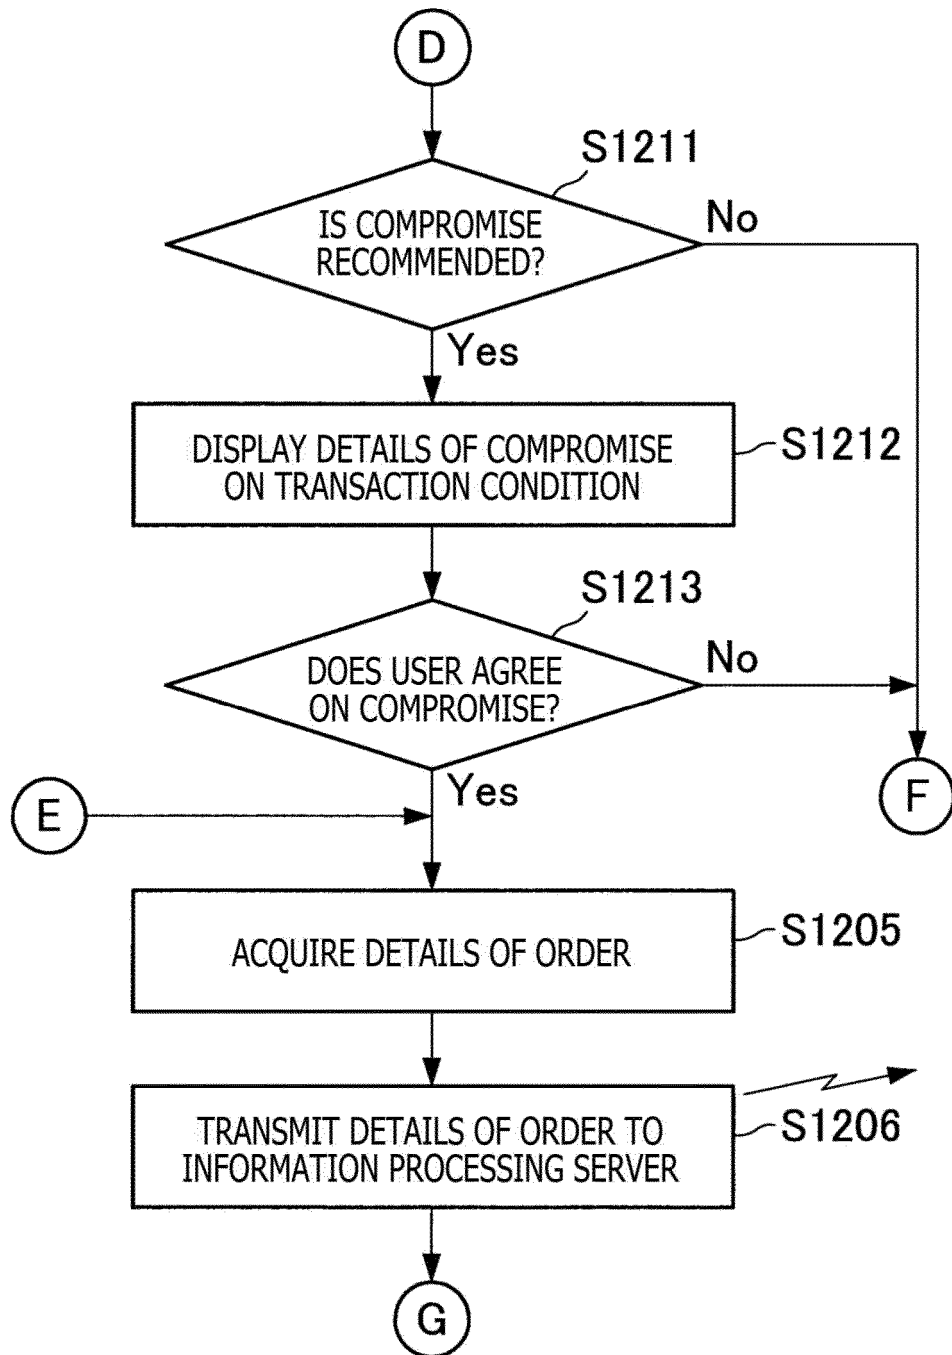 D
S1211
IS COMPROMISE
RECOMMENDED?
No
Yes
DISPLAY DETAILS OF COMPROMISE
ON TRANSACTION CONDITION
S1212
S1213
DOES USER AGREE
ON COMPROMISE?
No
Yes
E
F
ACQUIRE DETAILS OF ORDER
S1205
TRANSMIT DETAILS OF ORDER TO
INFORMATION PROCESSING SERVER
S1206
G